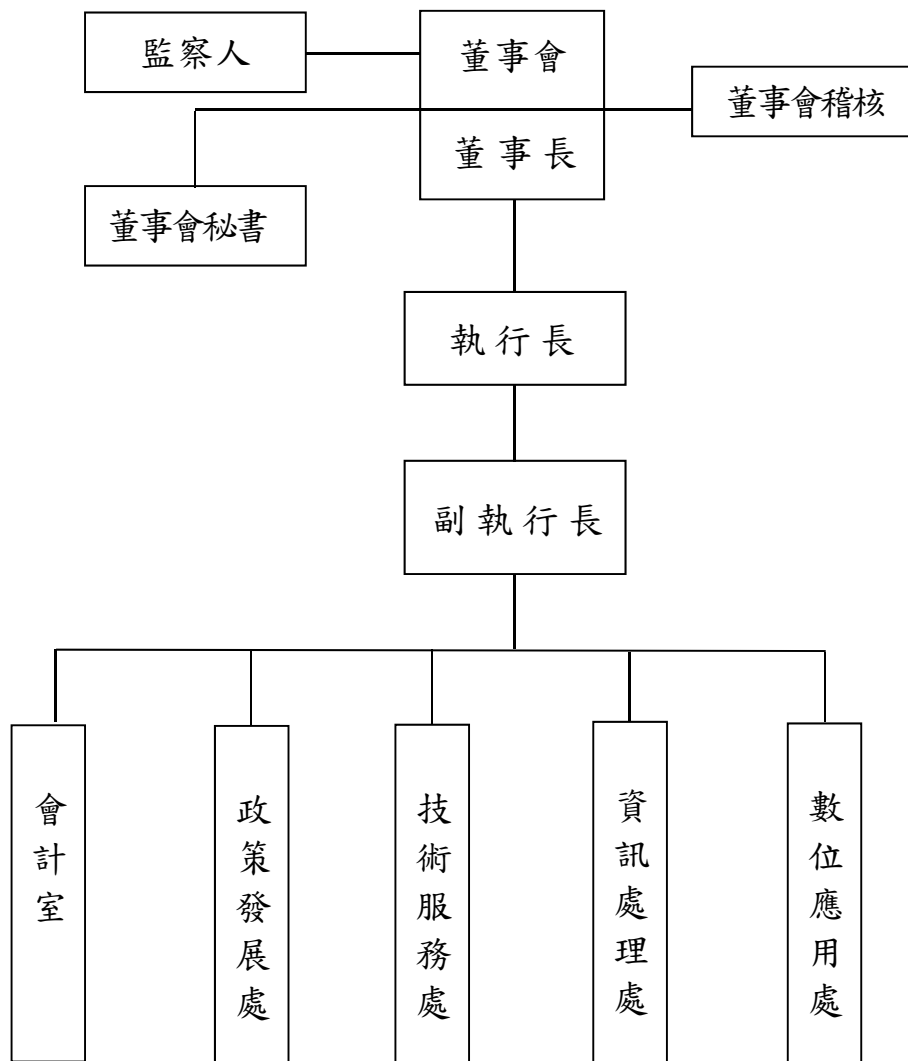 監察人
董事會
董事會稽核
董事長
董事會秘書
執行長
副執行長
會計室
政策發展處
技術服務處
資訊處理處
數位應用處